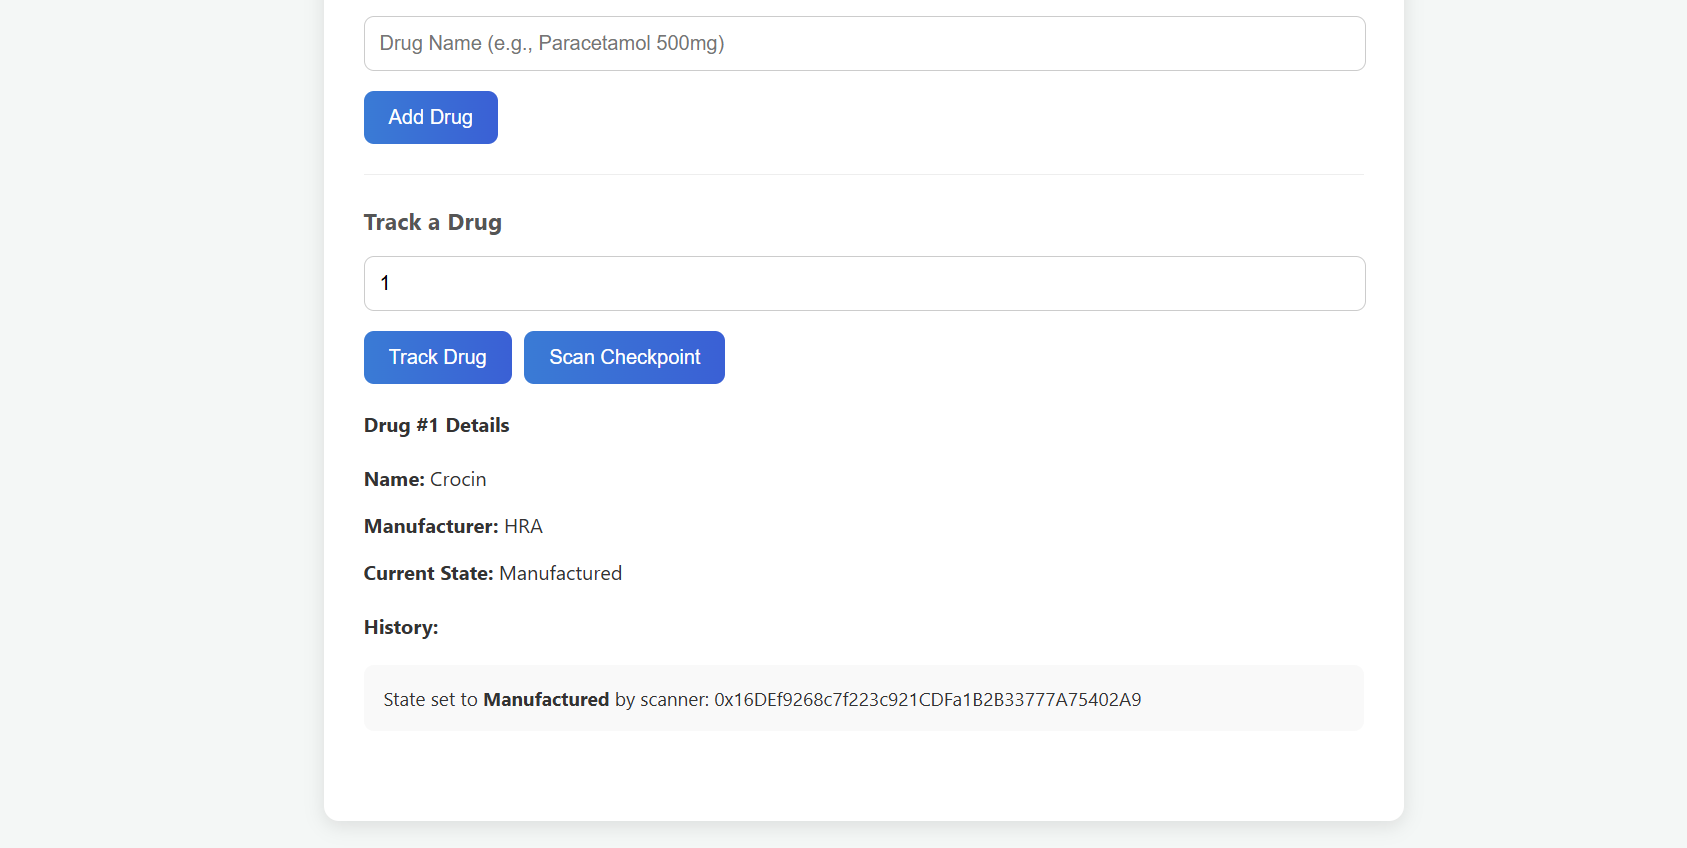 Drug Name (e.g., Paracetamol 500mg)
Add Drug
Track a Drug
1
Track Drug
Scan Checkpoint
Drug #1 Details
Name: Crocin
Manufacturer: HRA
Current State: Manufactured
History:
State set to Manufactured by scanner: 0x16DEf9268c7f223c921CDFa1B2B33777A75402A9